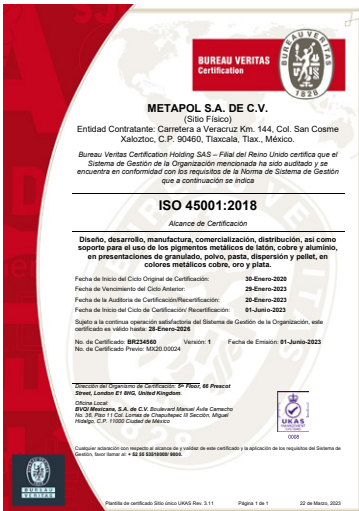 BUREAU VERITAS
Certification
BUREAU VERITAS
1828
METAPOL S.A. DE C.V.
(Sitio Físico)
Entidad Contratante: Carretera a Veracruz Km. 144, Col. San Cosme
Xaloztoc, C.P. 90460, Tlaxcala, Tlax., México.
Bureau Veritas Certification Holding SAS – Filial del Reino Unido certifica que el
Sistema de Gestión de la Organización mencionada ha sido auditado y se
encuentra en conformidad con los requisitos de la Norma de Sistema de Gestión
que a continuación se indica
ISO 45001:2018
Alcance de Certificación
Diseño, desarrollo, manufactura, comercialización, distribución, así como
soporte para el uso de los pigmentos metálicos de latón, cobre y aluminio,
en presentaciones de granulado, polvo, pasta, dispersión y pellet, en
colores metálicos cobre, oro y plata.
Fecha de Inicio del Ciclo Original de Certificación: 30-Enero-2020
Fecha de Vencimiento del Ciclo Anterior: 29-Enero-2023
Fecha de la Auditoria de Certificación/Recertificación: 20-Enero-2023
Fecha de Inicio del Ciclo de Certificación/ Recertificación: 01-Junio-2023
Sujeto a la continua operación satisfactoria del Sistema de Gestión de la Organización, este
certificado es válido hasta: 28-Enero-2026
No. de Certificado: BR234560 Versión: 1 Fecha de Emisión: 01-Junio-2023
No. de Certificado Previo: MX20.00024
Dirección del Organismo de Certificación: 5th Floor, 66 Prescot
Street, London E1 8HG, United Kingdom.
Oficina Local:
BVQI Mexicana, S.A. de C.V. Boulevard Manuel Ávila Camacho
No. 36, Piso 11 Col. Lomas de Chapultepec III Sección, Miguel
Hidalgo, C.P. 11000 Ciudad de México
UKAS
MANAGEMENT
SYSTEMS
0008
Cualquier aclaración con respecto al alcance y de validez de este certificado y la aplicación de los requisitos del Sistema de
Gestión, favor llamar al: + 52 55 53518000/ 8000.
BUREAU
VERITAS
Plantilla de certificado Sitio único UKAS Rev. 3.11 Página 1 de 1 22 de Marzo, 2023